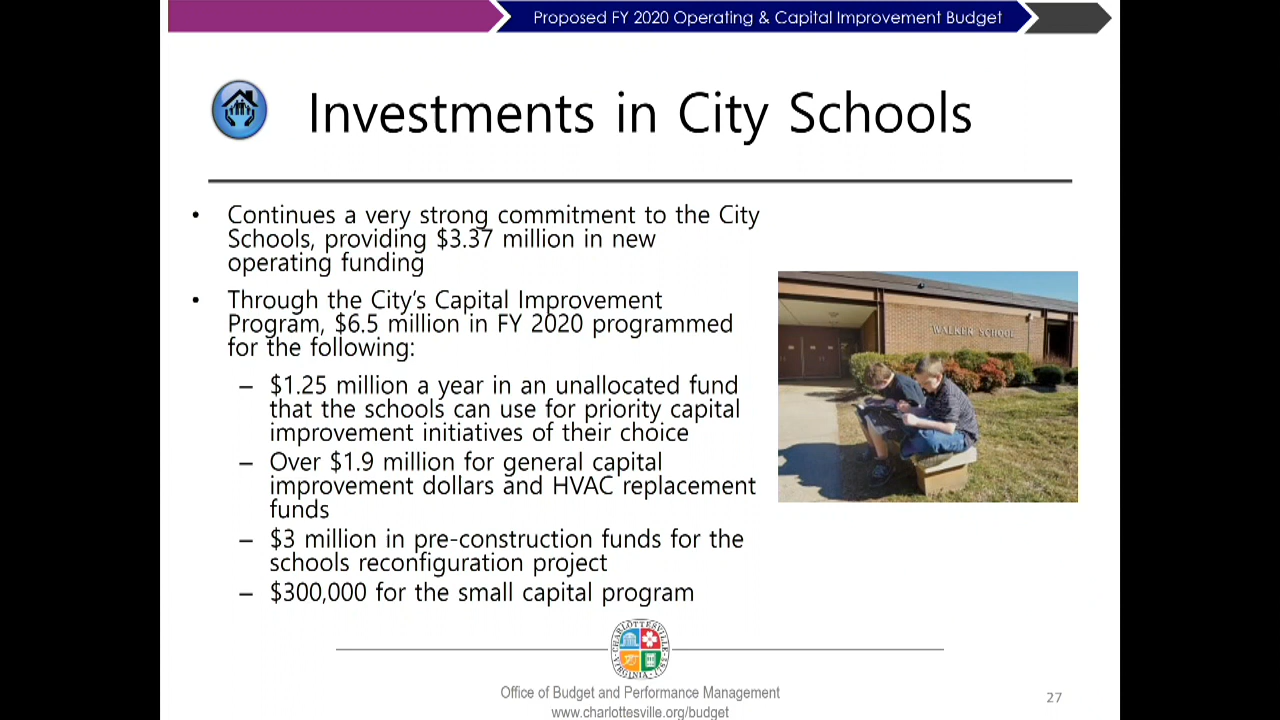 Proposed FY 2020 Operating & Capital Improvement Budget
Investments in City Schools
• Continues a very strong commitment to the City
Schools, providing $3.37 million in new
operating funding
• Through the City's Capital Improvement
Program, $6.5 million in FY 2020 programmed
for the following:
– $1.25 million a year in an unallocated fund
that the schools can use for priority capital
improvement initiatives of their choice
– Over $1.9 million for general capital
improvement dollars and HVAC replacement
funds
– $3 million in pre-construction funds for the
schools reconfiguration project
– $300,000 for the small capital program
WALKER SCHOOL
CHARLOTTESVILLE
VIRGINIA-1762
Office of Budget and Performance Management
www.charlottesville.org/budget
27